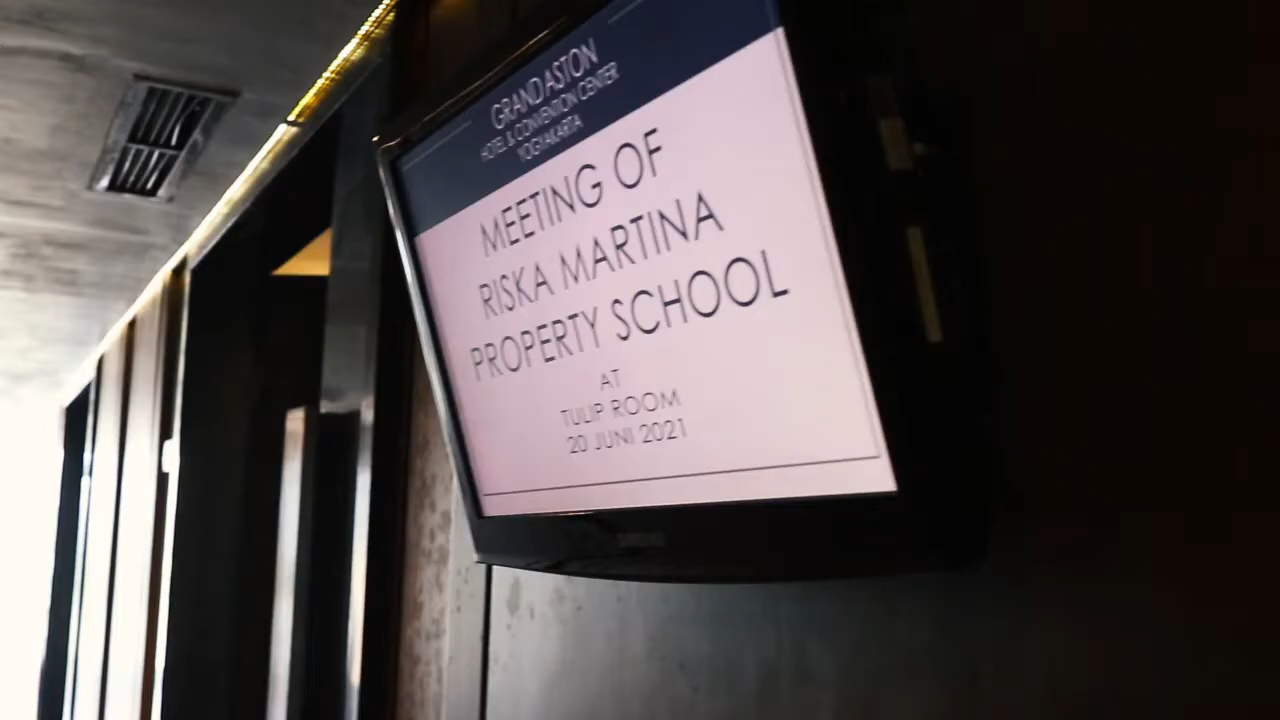 GRAND ASTON
HOTEL & CONVENTION CENTER
YOGYAKARTA
MEETING OF
RISKA MARTINA
PROPERTY SCHOOL
AT
TULIP ROOM
20 JUNI 2021